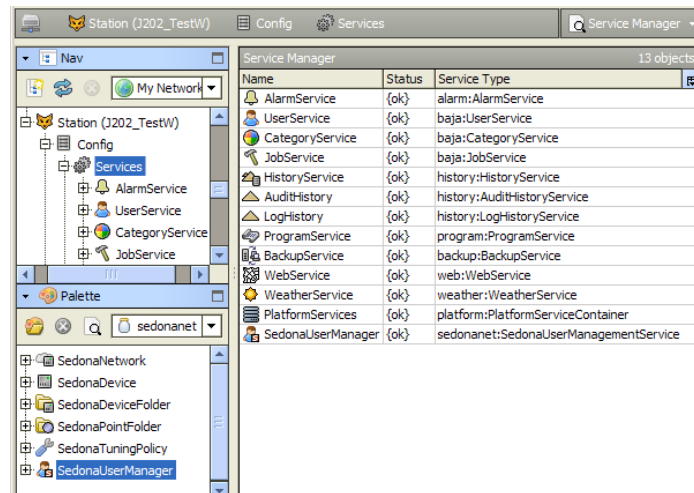 Station (J202_TestW) Config Services Service Manager
Nav
My Network
Station (J202_TestW)
Config
Services
AlarmService
UserService
CategoryService
JobService
Palette
sedonanet
SedonaNetwork
SedonaDevice
SedonaDeviceFolder
SedonaPointFolder
SedonaTuningPolicy
SedonaUserManager
Service Manager 13 objects
Name Status Service Type
AlarmService {ok} alarm:AlarmService
UserService {ok} baja:UserService
CategoryService {ok} baja:CategoryService
JobService {ok} baja:JobService
HistoryService {ok} history:HistoryService
AuditHistory {ok} history:AuditHistoryService
LogHistory {ok} history:LogHistoryService
ProgramService {ok} program:ProgramService
BackupService {ok} backup:BackupService
WebService {ok} web:WebService
WeatherService {ok} weather:WeatherService
PlatformServices {ok} platform:PlatformServiceContainer
SedonaUserManager {ok} sedonanet:SedonaUserManagementService